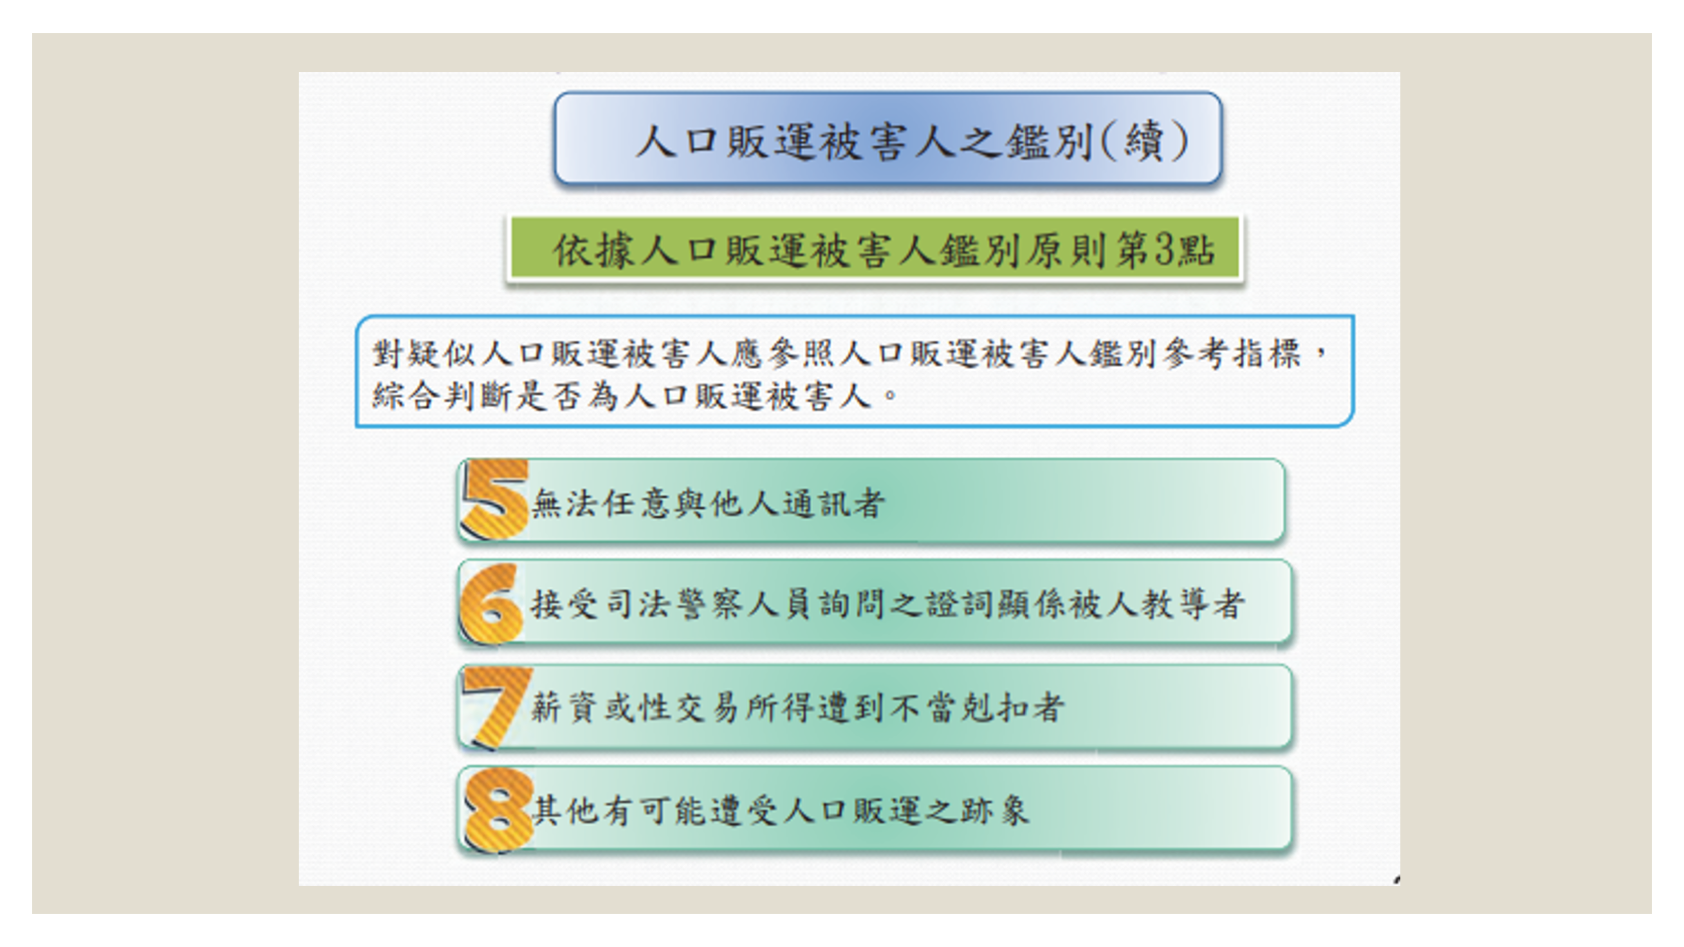 人口販運被害人之鑑別(續)
依據人口販運被害人鑑別原則第3點
對疑似人口販運被害人應參照人口販運被害人鑑別參考指標，
綜合判斷是否為人口販運被害人。
5 無法任意與他人通訊者
6 接受司法警察人員詢問之證詞顯係被人教導者
7 薪資或性交易所得遭到不當剋扣者
8 其他有可能遭受人口販運之跡象